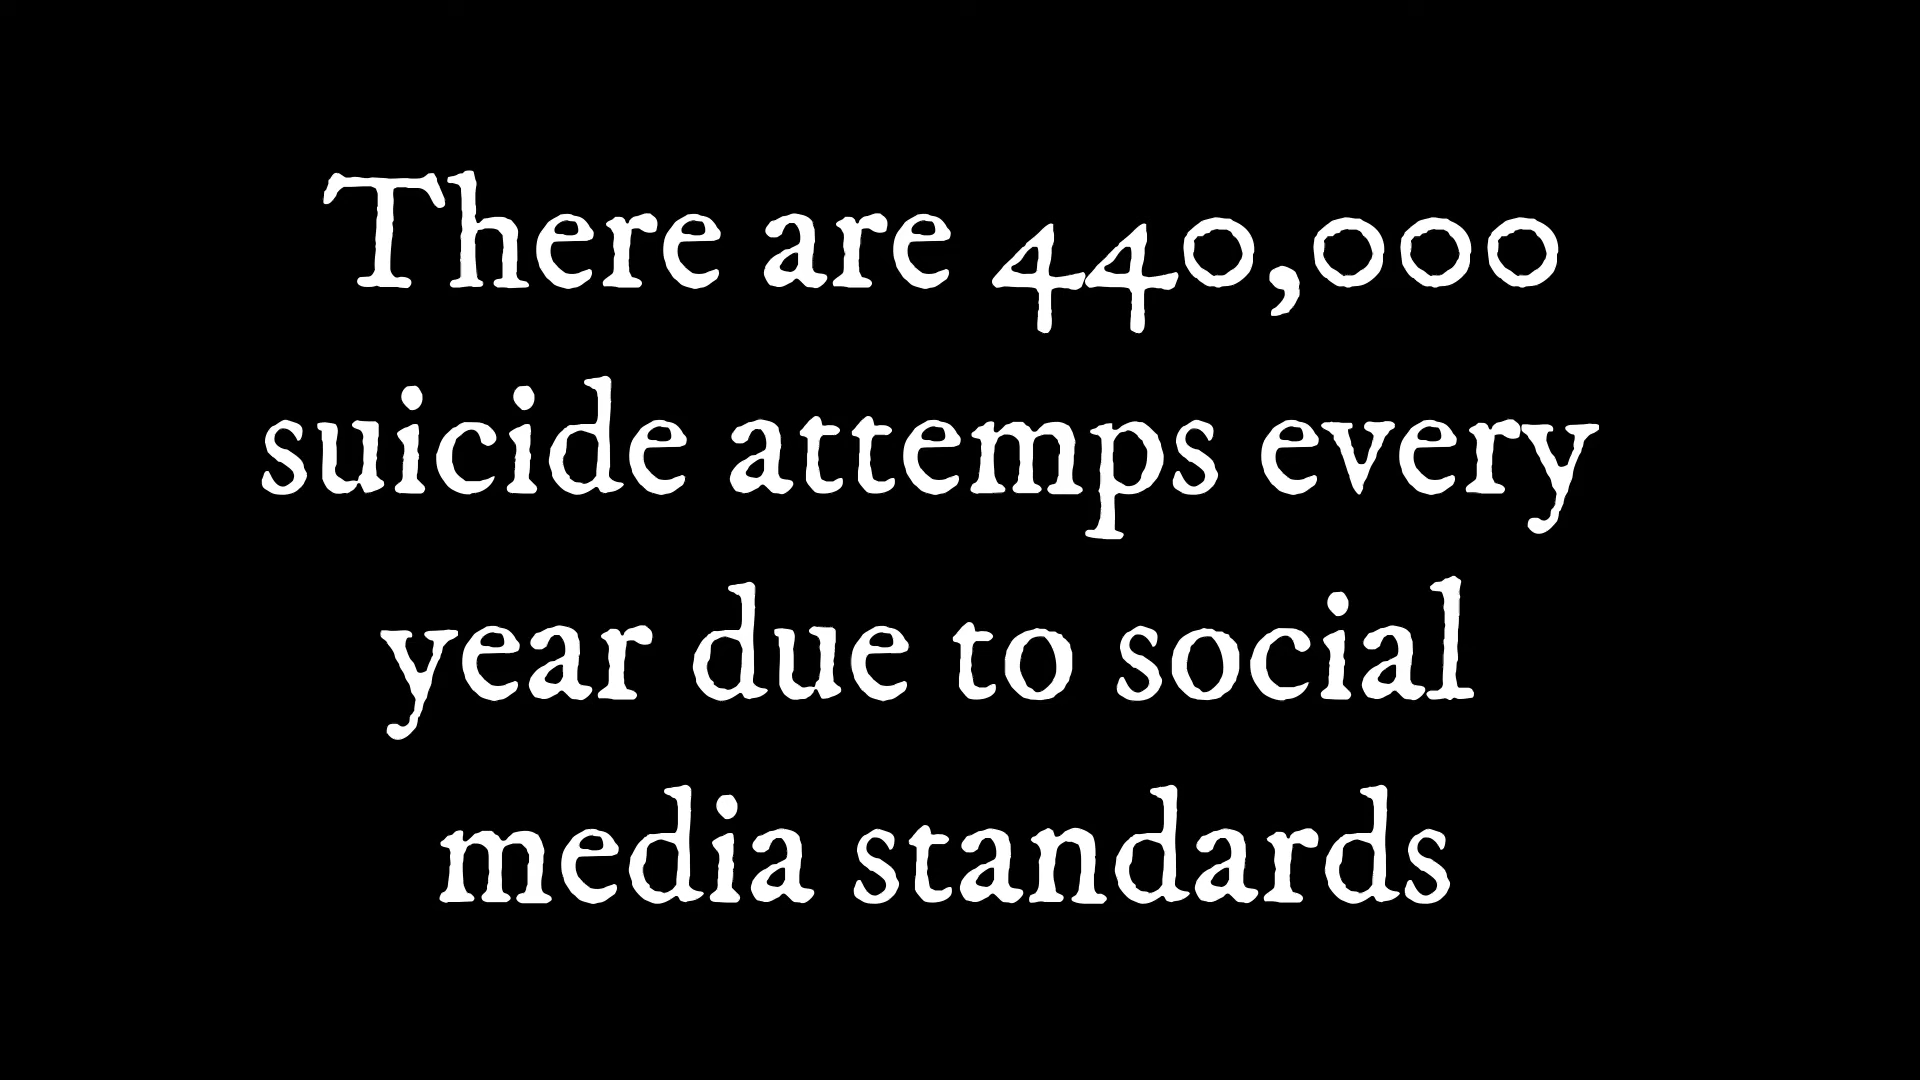 There are 440,000
suicide attemps every
year due to social
media standards